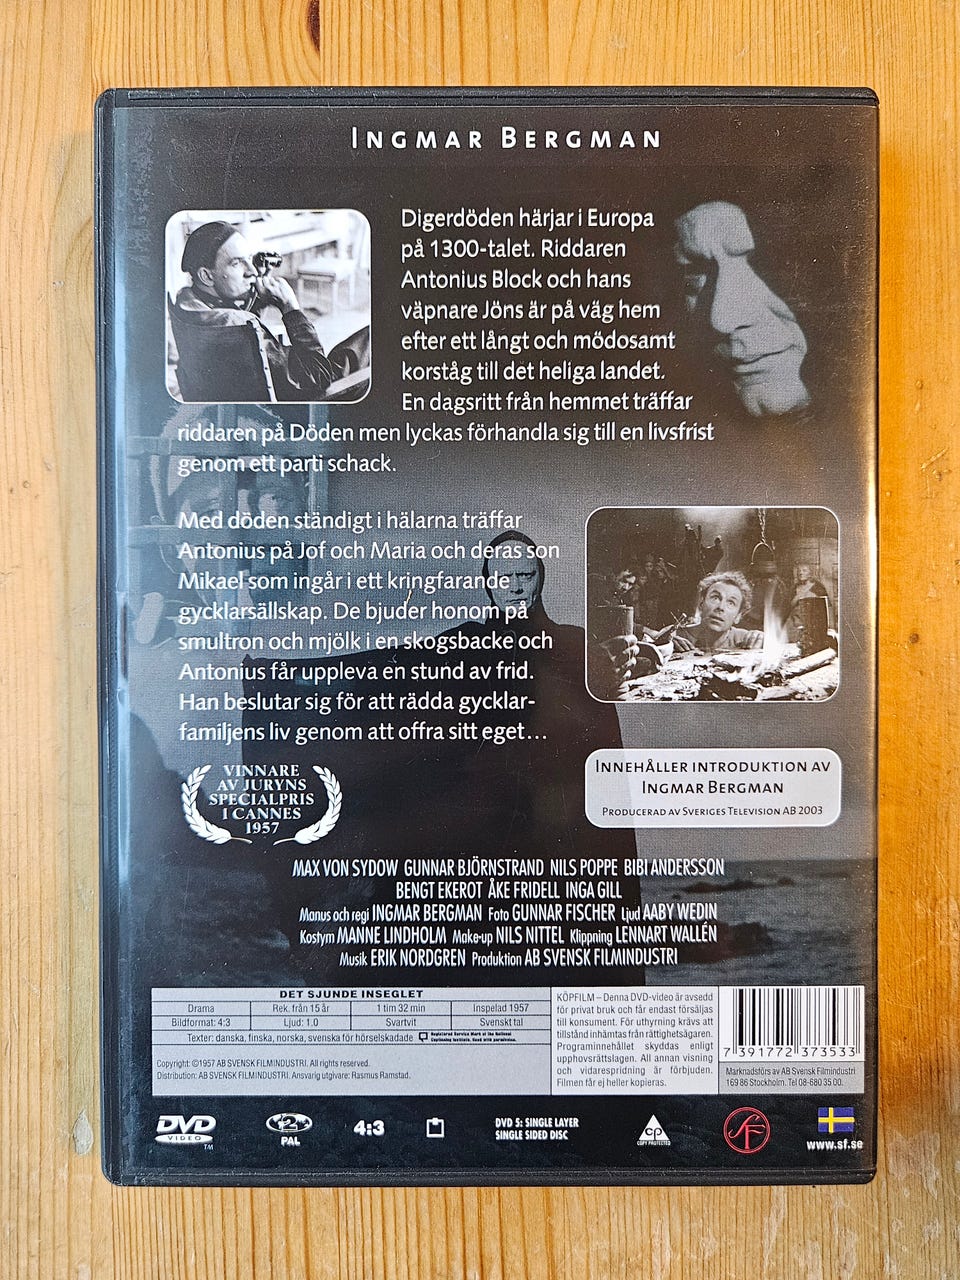 INGMAR BERGMAN
Digerdöden härjar i Europa
på 1300-talet. Riddaren
Antonius Block och hans
väpnare Jöns är på väg hem
efter ett långt och mödosamt
korståg till det heliga landet.
En dagsritt från hemmet träffar
riddaren på Döden men lyckas förhandla sig till en livsfrist
genom ett parti schack.
Med döden ständigt i hälarna träffar
Antonius på Jof och Maria och deras son
Mikael som ingår i ett kringfarande
gycklarsällskap. De bjuder honom på
smultron och mjölk i en skogsbacke och
Antonius får uppleva en stund av frid.
Han beslutar sig för att rädda gycklar-
familjens liv genom att offra sitt eget...
VINNARE
AV JURYNS
SPECIALPRIS
I CANNES
1957
INNEHÅLLER INTRODUKTION AV
INGMAR BERGMAN
PRODUCERAD AV SVERIGES TELEVISION AB 2003
MAX VON SYDOW GUNNAR BJÖRNSTRAND NILS POPPE BIBI ANDERSSON
BENGT EKEROT ÅKE FRIDELL INGA GILL
Manus och regi INGMAR BERGMAN Foto GUNNAR FISCHER Ljud AABY WEDIN
Kostym MANNE LINDHOLM Make-up NILS NITTEL Klippning LENNART WALLÉN
Musik ERIK NORDGREN Produktion AB SVENSK FILMINDUSTRI
DET SJUNDE INSEGLET
Drama Rek. från 15 år 1 tim 32 min Inspelad 1957
Bildformat: 4:3 Ljud: 1.0 Svartvit Svenskt tal
Texter: danska, finska, norska, svenska för hörselskadade
Registered Service Mark of the National
Captioning Institute. Used with permission.
Copyright: ©1957 AB SVENSK FILMINDUSTRI. All rights reserved.
Distribution: AB SVENSK FILMINDUSTRI. Ansvarig utgivare: Rasmus Ramstad.
KÖPFILM – Denna DVD-video är avsedd
för privat bruk och får endast försäljas
till konsument. För uthyrning krävs att
tillstånd inhämtas från rättighetsägaren.
Programinnehållet skyddas enligt
upphovsrättslagen. All annan visning
och vidarespridning är förbjuden.
Filmen får ej heller kopieras.
7 391772 373533
Marknadsförs av AB Svensk Filmindustri
169 86 Stockholm. Tel 08-680 35 00.
DVD
VIDEO
TM
2
PAL
4:3
DVD 5: SINGLE LAYER
SINGLE SIDED DISC
CP
COPY PROTECTED
SF
www.sf.se